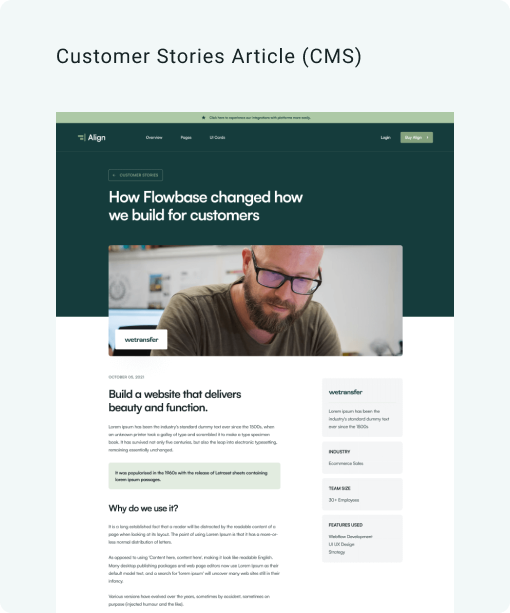 Customer Stories Article (CMS)
Click here to experience our integrations with platforms more easily.
Align
Overview
Pages
UI Cards
Login
Buy Align
CUSTOMER STORIES
How Flowbase changed how
we build for customers
wetransfer
OCTOBER 05, 2021
Build a website that delivers
beauty and function.
Lorem Ipsum has been the industry's standard dummy text ever since the 1500s, when
an unknown printer took a galley of type and scrambled it to make a type specimen
book. It has survived not only five centuries, but also the leap into electronic typesetting,
remaining essentially unchanged.
It was popularised in the 1960s with the release of Letraset sheets containing
lorem ipsum passages.
Why do we use it?
It is a long established fact that a reader will be distracted by the readable content of a
page when looking at its layout. The point of using Lorem Ipsum is that it has a more-or-
less normal distribution of letters.
As opposed to using 'Content here, content here', making it look like readable English.
Many desktop publishing packages and web page editors now use Lorem Ipsum as their
default model text, and a search for 'lorem ipsum' will uncover many web sites still in their
infancy.
Various versions have evolved over the years, sometimes by accident, sometimes on
purpose (injected humour and the like).
wetransfer
Lorem Ipsum has been the
industry's standard dummy text
ever since the 1500s
INDUSTRY
Ecommerce Sales
TEAM SIZE
30+ Employees
FEATURES USED
Webflow Development
UI UX Design
Strategy